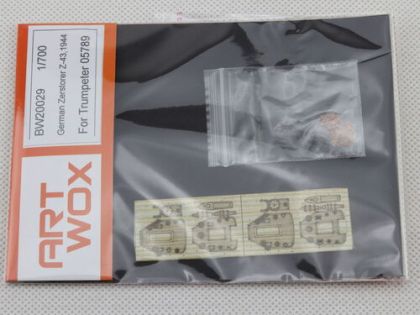 BW20029 1/700
German Zerstorer Z-43,1944
For Trumpeter 05789
ART
WOX